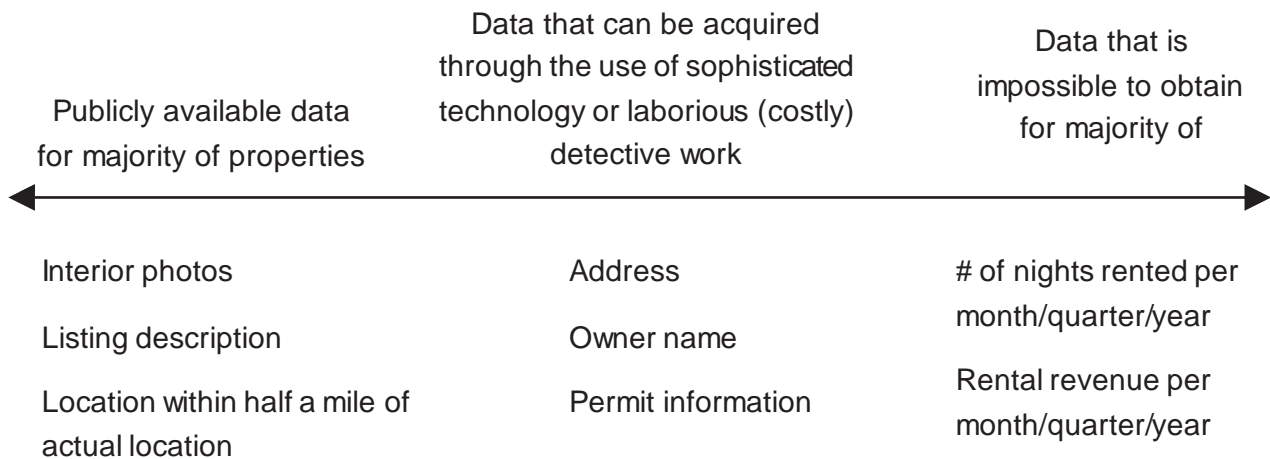 Publicly available data
for majority of properties
Data that can be acquired
through the use of sophisticated
technology or laborious (costly)
detective work
Data that is
impossible to obtain
for majority of
Interior photos
Listing description
Location within half a mile of
actual location
Address
Owner name
Permit information
# of nights rented per
month/quarter/year
Rental revenue per
month/quarter/year